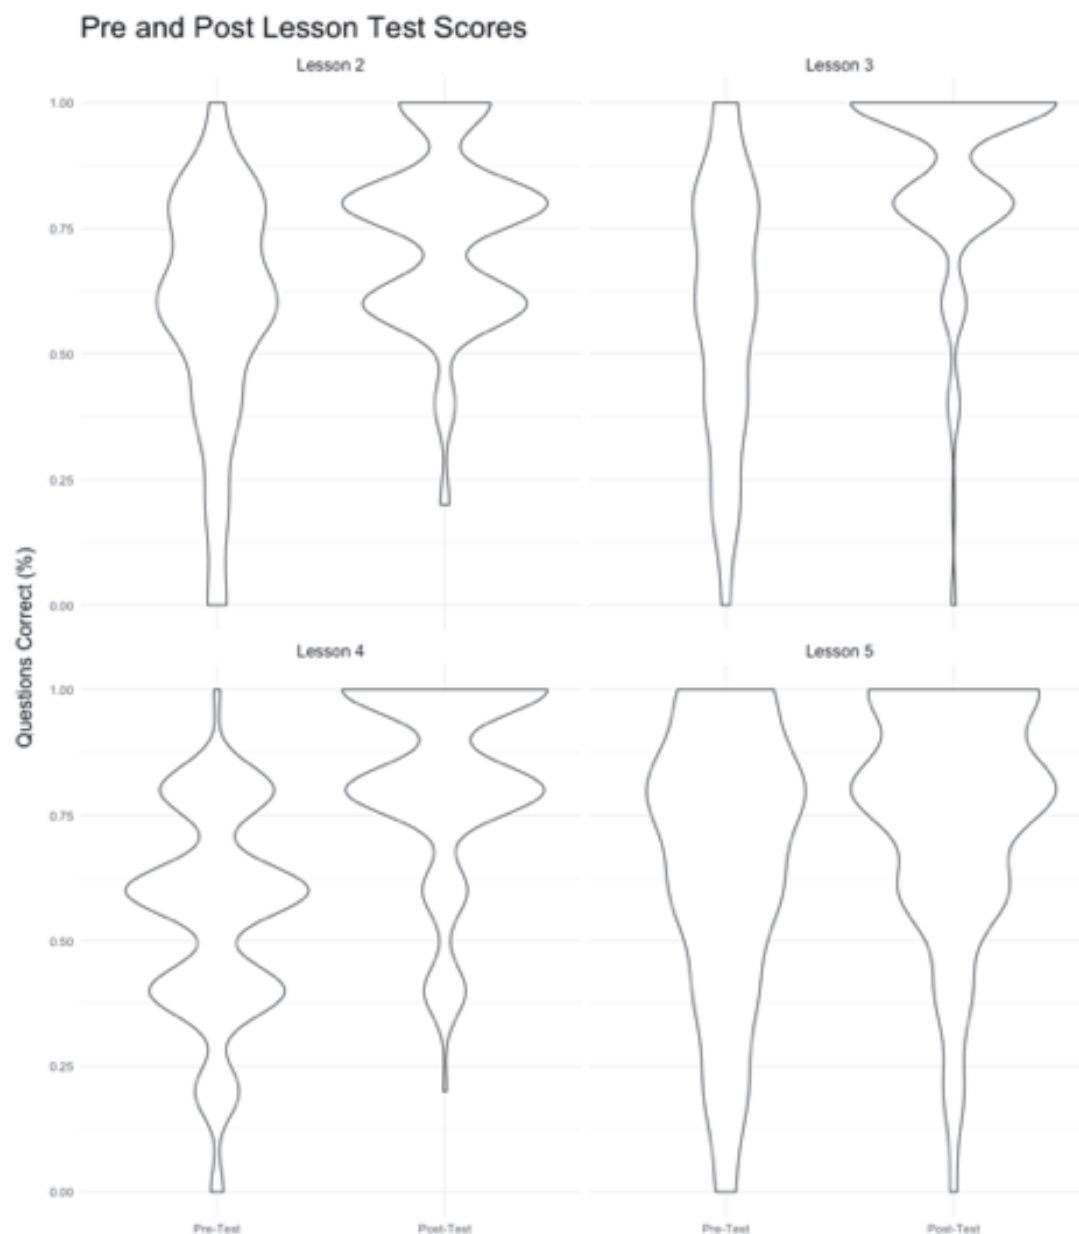 Pre and Post Lesson Test Scores
Lesson 2
Lesson 3
1.00
0.75
0.50
0.25
0.00
Questions Correct (%)
Lesson 4
Lesson 5
1.00
0.75
0.50
0.25
0.00
Pre-Test
Post-Test
Pre-Test
Post-Test